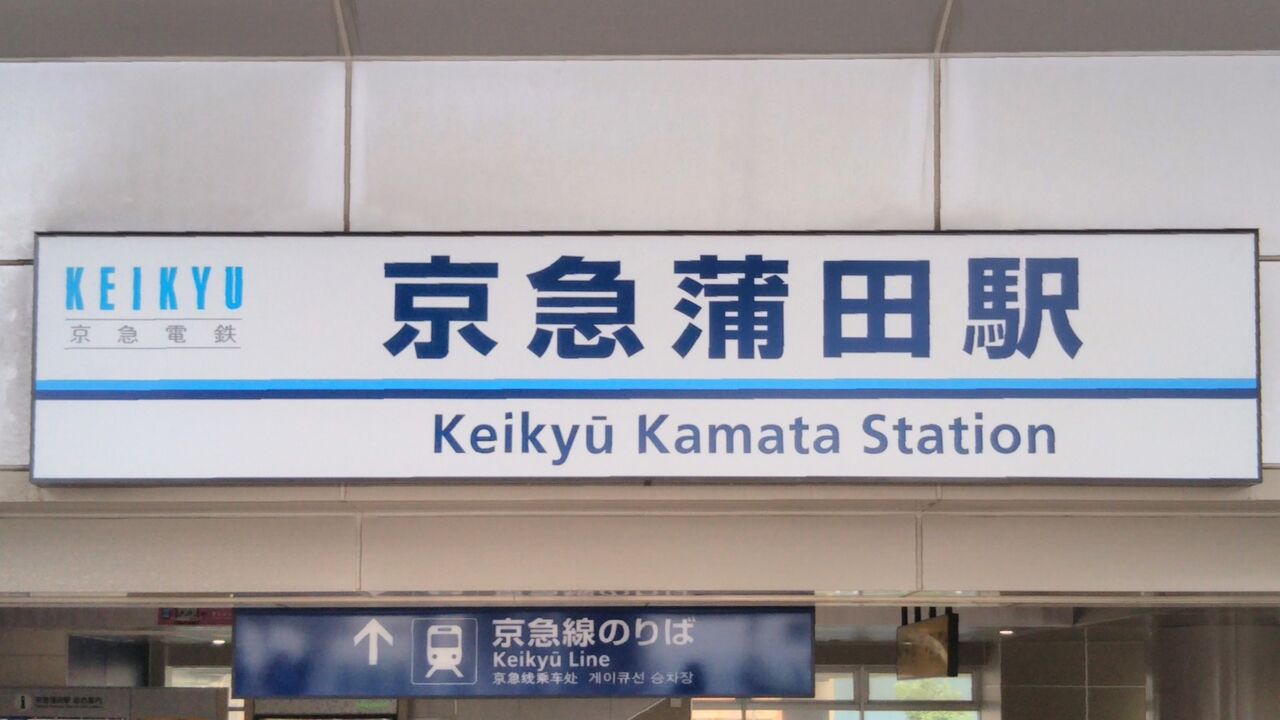 KEIKYU
京急電鉄
京急蒲田駅
Keikyū Kamata Station
京急線のりば
Keikyū Line
京急线乘车处 게이큐선 승차장